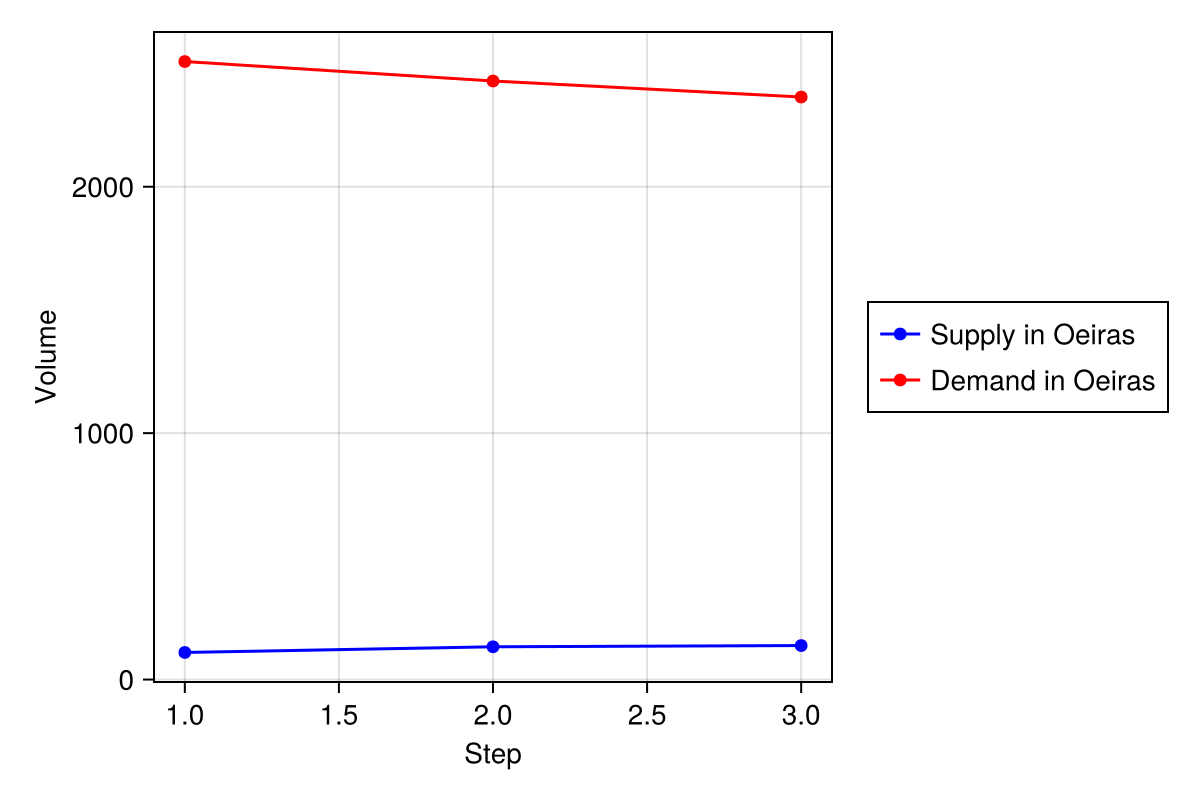 2000
1000
0
Volume
1.0 1.5 2.0 2.5 3.0
Step
Supply in Oeiras
Demand in Oeiras